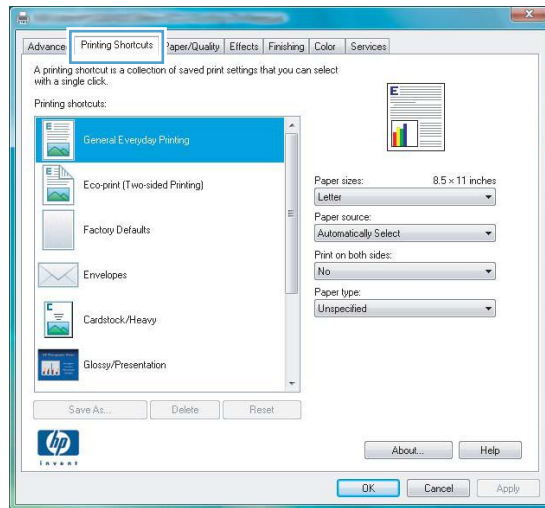 Advance
Printing Shortcuts
Paper/Quality
Effects
Finishing
Color
Services
A printing shortcut is a collection of saved print settings that you can select
with a single click.
Printing shortcuts:
General Everyday Printing
Eco-print (Two-sided Printing)
Factory Defaults
Envelopes
Cardstock/Heavy
Glossy/Presentation
E
Paper sizes: 8.5 × 11 inches
Letter
Paper source:
Automatically Select
Print on both sides:
No
Paper type:
Unspecified
Save As... Delete Reset
hp
invent
About... Help
OK Cancel Apply